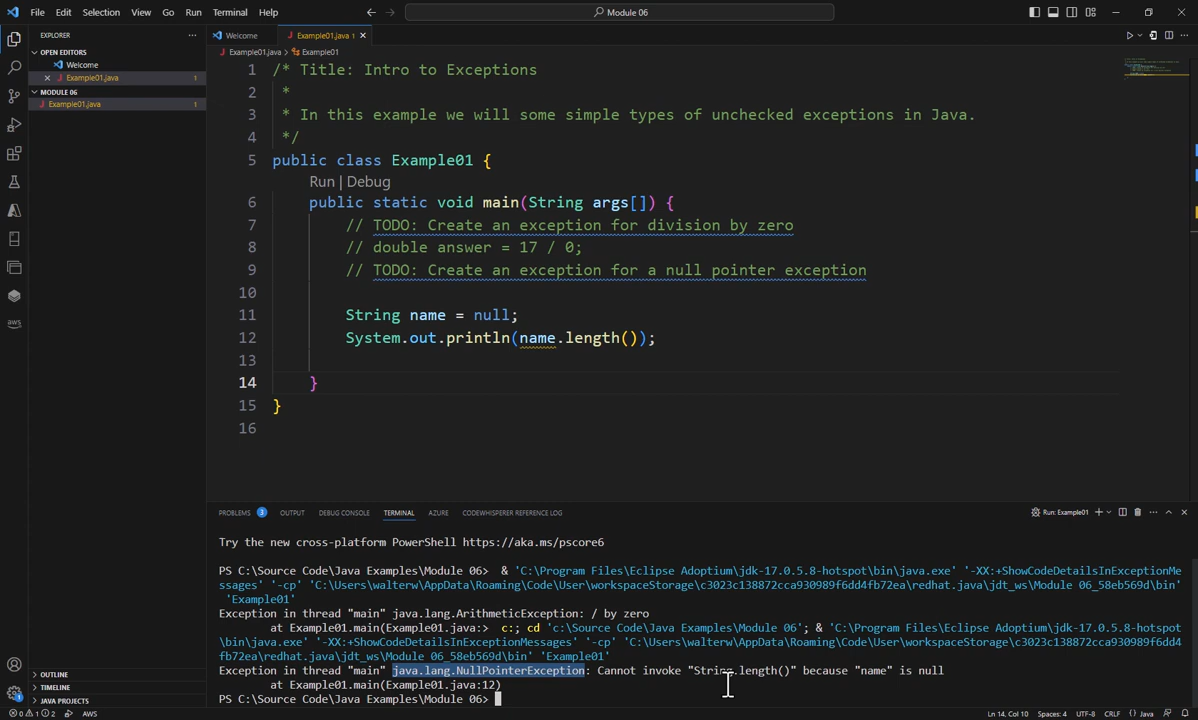 File Edit Selection View Go Run Terminal Help
Module 06
EXPLORER
OPEN EDITORS
Welcome
Example01.java 1
MODULE 06
Example01.java 1
OUTLINE
TIMELINE
JAVA PROJECTS
aws
Welcome Example01.java 1
Example01.java > Example01
1 /* Title: Intro to Exceptions
2 *
3 * In this example we will some simple types of unchecked exceptions in Java.
4 */
5 public class Example01 {
Run | Debug
6 public static void main(String args[]) {
7 // TODO: Create an exception for division by zero
8 // double answer = 17 / 0;
9 // TODO: Create an exception for a null pointer exception
10
11 String name = null;
12 System.out.println(name.length());
13
14 }
15 }
16
PROBLEMS 3 OUTPUT DEBUG CONSOLE TERMINAL AZURE CODEWHISPERER REFERENCE LOG
Run: Example01
Try the new cross-platform PowerShell https://aka.ms/pscore6
PS C:\Source Code\Java Examples\Module 06> & 'C:\Program Files\Eclipse Adoptium\jdk-17.0.5.8-hotspot\bin\java.exe' '-XX:+ShowCodeDetailsInExceptionMe
ssages' '-cp' 'C:\Users\walterw\AppData\Roaming\Code\User\workspaceStorage\c3023c138872cca930989f6dd4fb72ea\redhat.java\jdt_ws\Module 06_58eb569d\bin'
'Example01'
Exception in thread "main" java.lang.ArithmeticException: / by zero
at Example01.main(Example01.java:> c:; cd 'c:\Source Code\Java Examples\Module 06'; & 'C:\Program Files\Eclipse Adoptium\jdk-17.0.5.8-hotspot
\bin\java.exe' '-XX:+ShowCodeDetailsInExceptionMessages' '-cp' 'C:\Users\walterw\AppData\Roaming\Code\User\workspaceStorage\c3023c138872cca930989f6dd4
fb72ea\redhat.java\jdt_ws\Module 06_58eb569d\bin' 'Example01'
Exception in thread "main" java.lang.NullPointerException: Cannot invoke "String.length()" because "name" is null
at Example01.main(Example01.java:12)
PS C:\Source Code\Java Examples\Module 06>
0 1 2 AWS
Ln 14, Col 10 Spaces: 4 UTF-8 CRLF {} Java